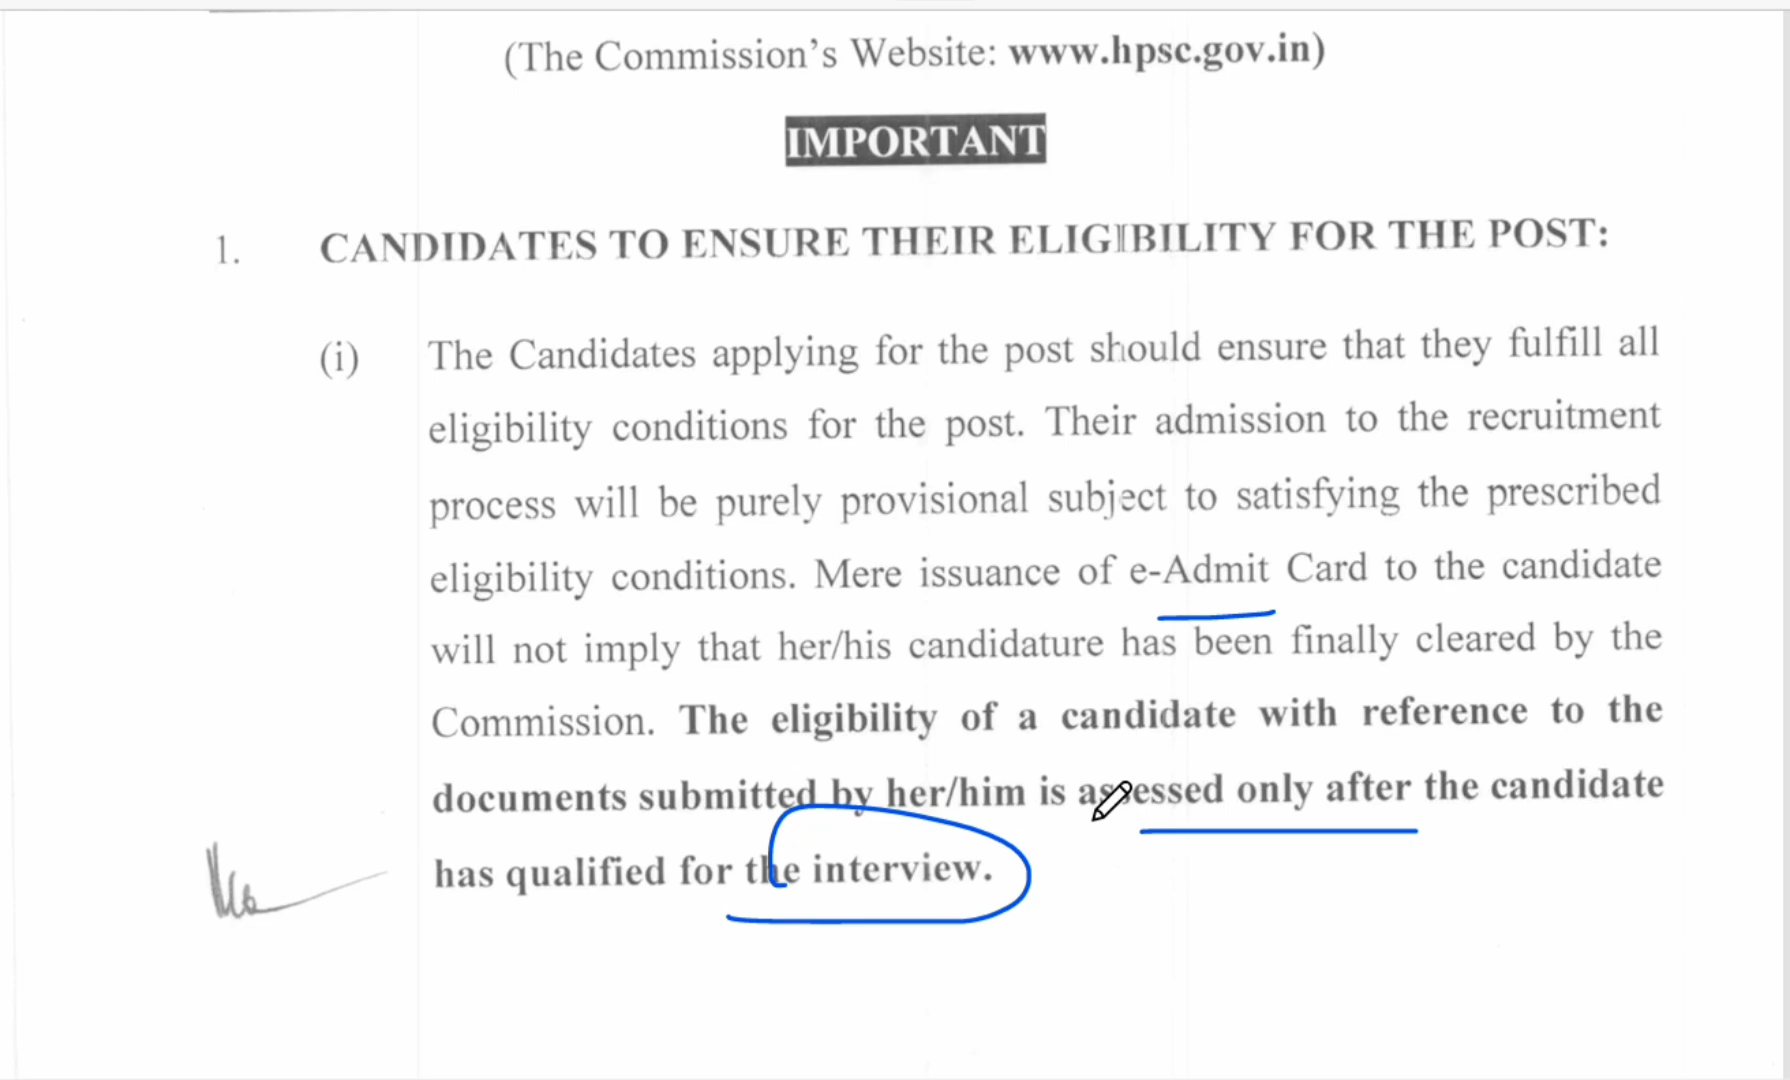 (The Commission's Website: www.hpsc.gov.in)
IMPORTANT
1. CANDIDATES TO ENSURE THEIR ELIGIBILITY FOR THE POST:
(i) The Candidates applying for the post should ensure that they fulfill all
eligibility conditions for the post. Their admission to the recruitment
process will be purely provisional subject to satisfying the prescribed
eligibility conditions. Mere issuance of e-Admit Card to the candidate
will not imply that her/his candidature has been finally cleared by the
Commission. The eligibility of a candidate with reference to the
documents submitted by her/him is assessed only after the candidate
has qualified for the interview.